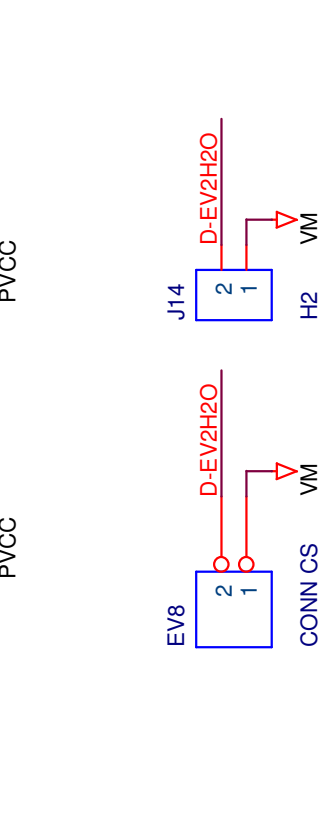 PVCC
PVCC
EV8
D-EV2H2O
2
1
CONN CS
VM
J14
D-EV2H2O
2
1
H2
VM